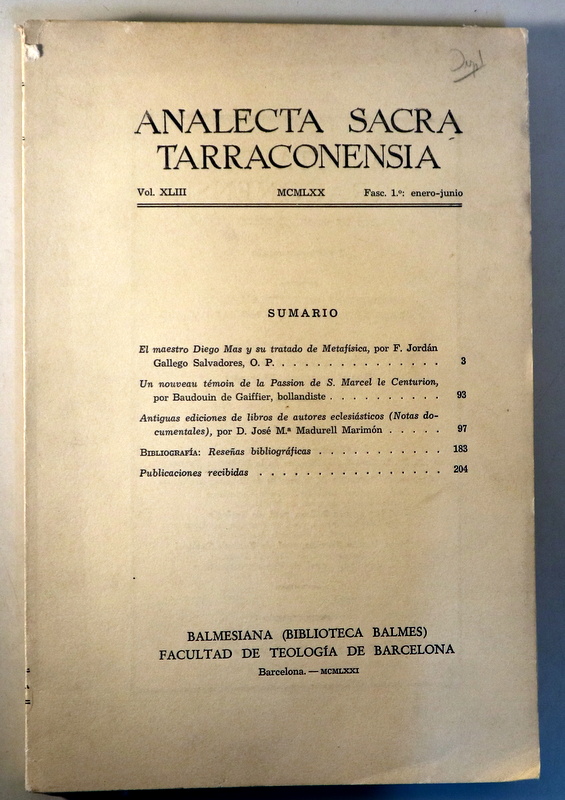 Dupl
ANALECTA SACRA
TARRACONENSIA
Vol. XLIII MCMLXX Fasc. 1.º: enero-junio
SUMARIO
El maestro Diego Mas y su tratado de Metafísica, por F. Jordán
Gallego Salvadores, O. P. . . . . . . . . . . . . . . 3
Un nouveau témoin de la Passion de S. Marcel le Centurion,
por Baudouin de Gaiffier, bollandiste . . . . . . . . . . 93
Antiguas ediciones de libros de autores eclesiásticos (Notas do-
cumentales), por D. José M.ª Madurell Marimón . . . . . 97
BIBLIOGRAFÍA: Reseñas bibliográficas . . . . . . . . . . . 183
Publicaciones recibidas . . . . . . . . . . . . . . . . 204
BALMESIANA (BIBLIOTECA BALMES)
FACULTAD DE TEOLOGÍA DE BARCELONA
Barcelona. — MCMLXXI